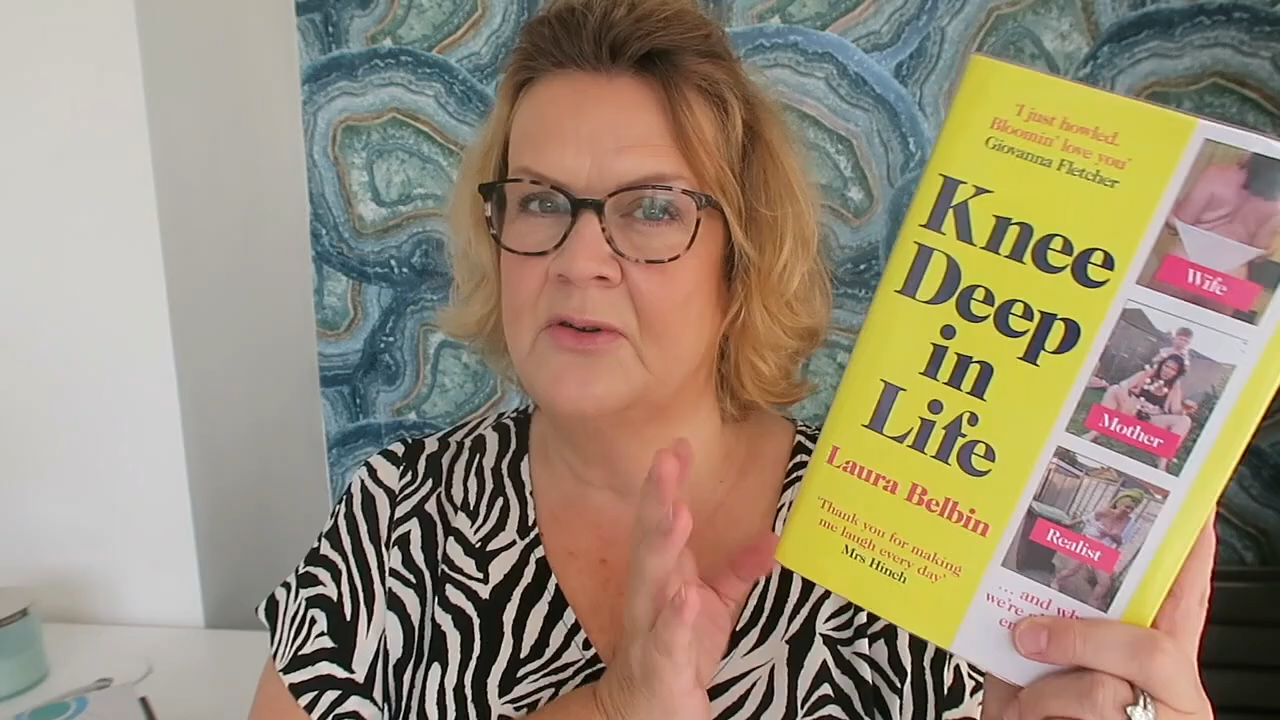 'I just howled.
Bloomin' love you'
Giovanna Fletcher
Knee
Deep
in
Life
Laura Belbin
'Thank you for making
me laugh every day'
Mrs Hinch
Wife
Mother
Realist
... and
we're